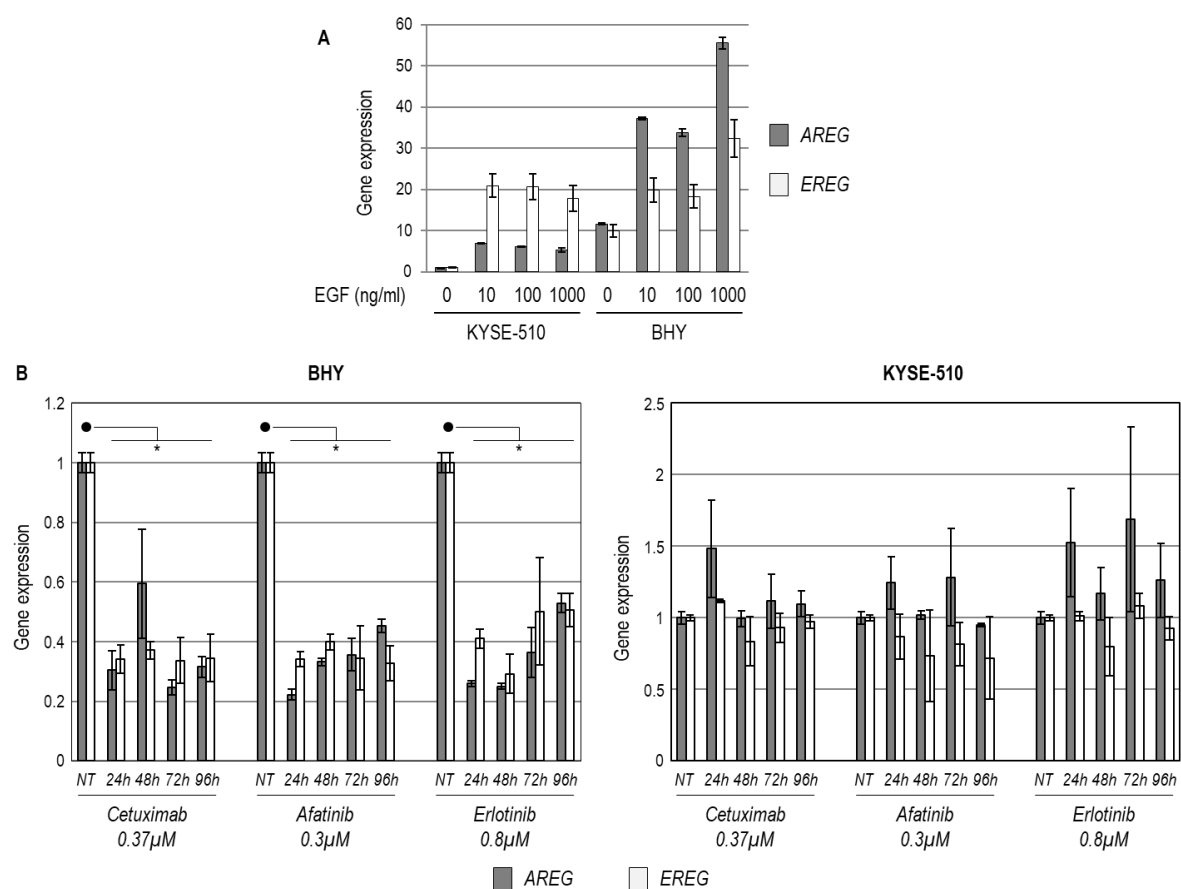 A
60
50
40
30
20
10
0
Gene expression
AREG
EREG
EGF (ng/ml) 0 10 100 1000 0 10 100 1000
KYSE-510 BHY
B
BHY
1.2
1
0.8
0.6
0.4
0.2
0
Gene expression
* * *
NT 24h 48h 72h 96h NT 24h 48h 72h 96h NT 24h 48h 72h 96h
Cetuximab Afatinib Erlotinib
0.37µM 0.3µM 0.8µM
KYSE-510
2.5
2
1.5
1
0.5
0
Gene expression
NT 24h 48h 72h 96h NT 24h 48h 72h 96h NT 24h 48h 72h 96h
Cetuximab Afatinib Erlotinib
0.37µM 0.3µM 0.8µM
AREG EREG